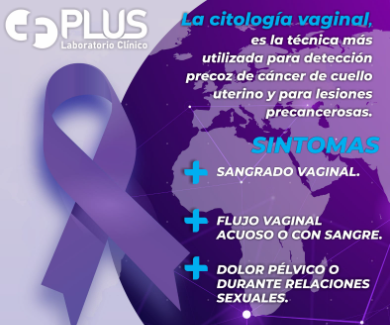 PLUS
Laboratorio Clínico
La citología vaginal,
es la técnica más
utilizada para detección
precoz de cáncer de cuello
uterino y para lesiones
precancerosas.
SINTOMAS
SANGRADO VAGINAL.
FLUJO VAGINAL
ACUOSO O CON SANGRE.
DOLOR PÉLVICO O
DURANTE RELACIONES
SEXUALES.